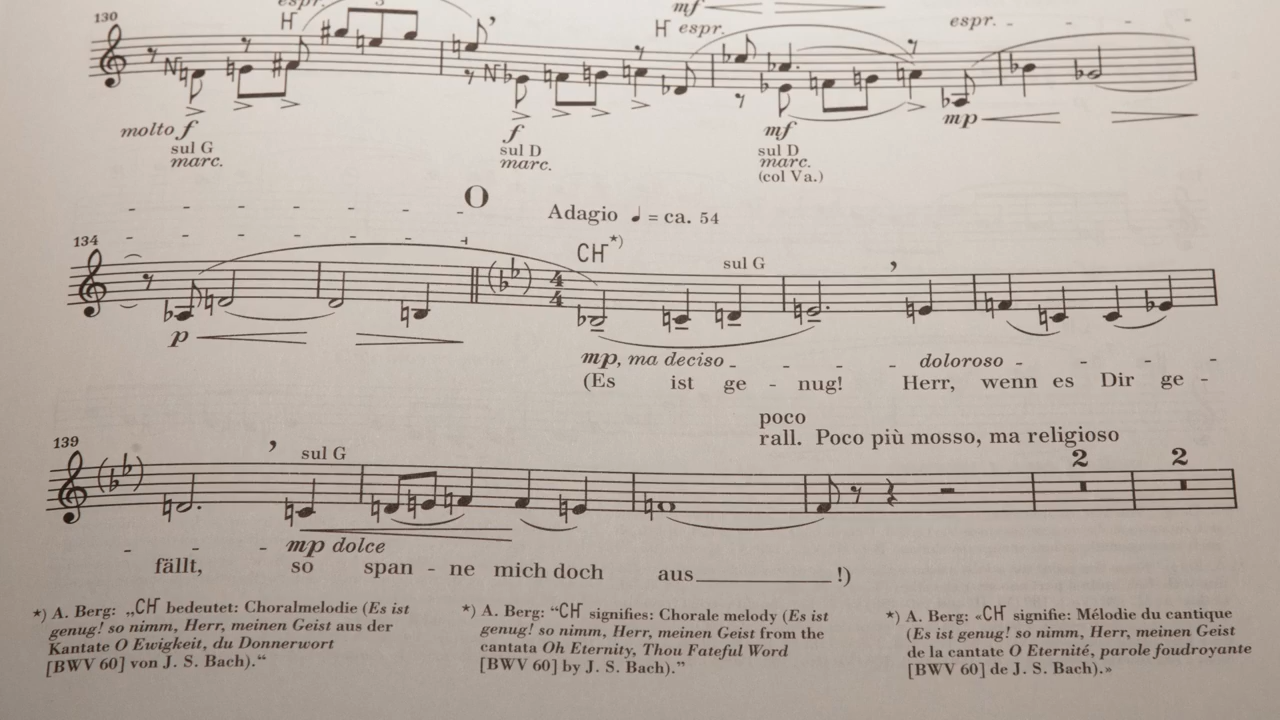 espr.
mf
130
3
H
H espr.
espr. - - - -
molto f
f
mf
mp
sul G
marc.
sul D
marc.
sul D
marc.
(col Va.)
O
Adagio ♩ = ca. 54
134
CH*)
sul G
4
4
p
mp, ma deciso - - - - doloroso - - - -
(Es ist ge - nug! Herr, wenn es Dir ge -
poco
rall. Poco più mosso, ma religioso
139
sul G
2 2
- - - mp dolce
fällt, so span - ne mich doch aus!)
*) A. Berg: „CH bedeutet: Choralmelodie (Es ist
genug! so nimm, Herr, meinen Geist aus der
Kantate O Ewigkeit, du Donnerwort
[BWV 60] von J. S. Bach).“
*) A. Berg: “CH signifies: Chorale melody (Es ist
genug! so nimm, Herr, meinen Geist from the
cantata Oh Eternity, Thou Fateful Word
[BWV 60] by J. S. Bach).”
*) A. Berg: «CH signifie: Mélodie du cantique
(Es ist genug! so nimm, Herr, meinen Geist
de la cantate O Eternité, parole foudroyante
[BWV 60] de J. S. Bach).»